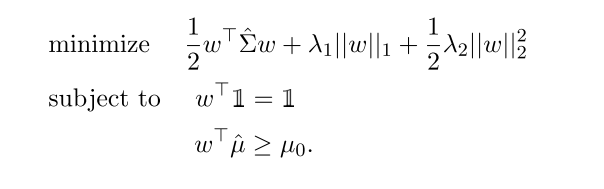 minimize $\frac{1}{2}w^\top \hat{\Sigma} w + \lambda_1 ||w||_1 + \frac{1}{2}\lambda_2 ||w||_2^2$
subject to $w^\top \mathbb{1} = \mathbb{1}$
$w^\top \hat{\mu} \geq \mu_0.$